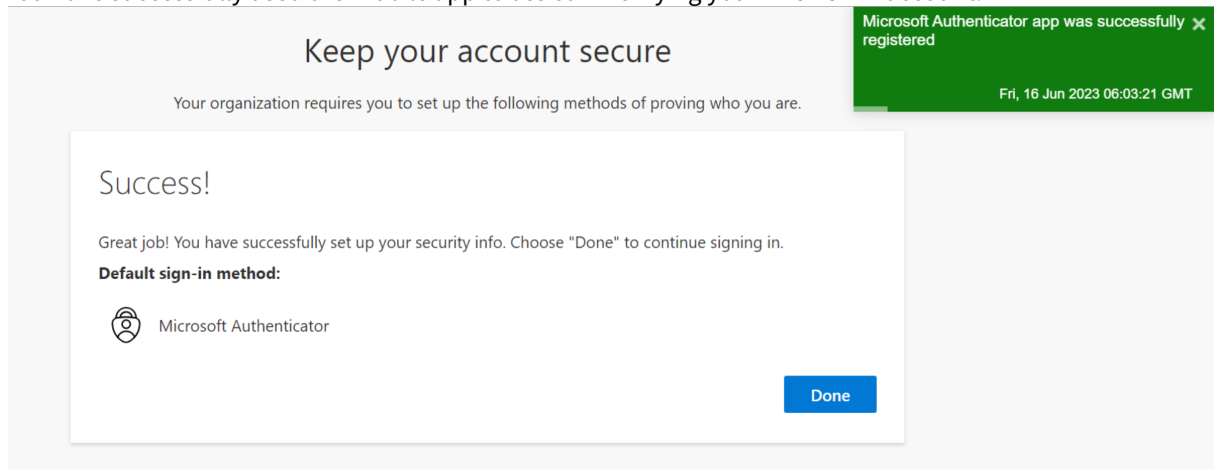 Keep your account secure
Your organization requires you to set up the following methods of proving who you are.
Microsoft Authenticator app was successfully
registered
Fri, 16 Jun 2023 06:03:21 GMT
Success!
Great job! You have successfully set up your security info. Choose "Done" to continue signing in.
Default sign-in method:
Microsoft Authenticator
Done